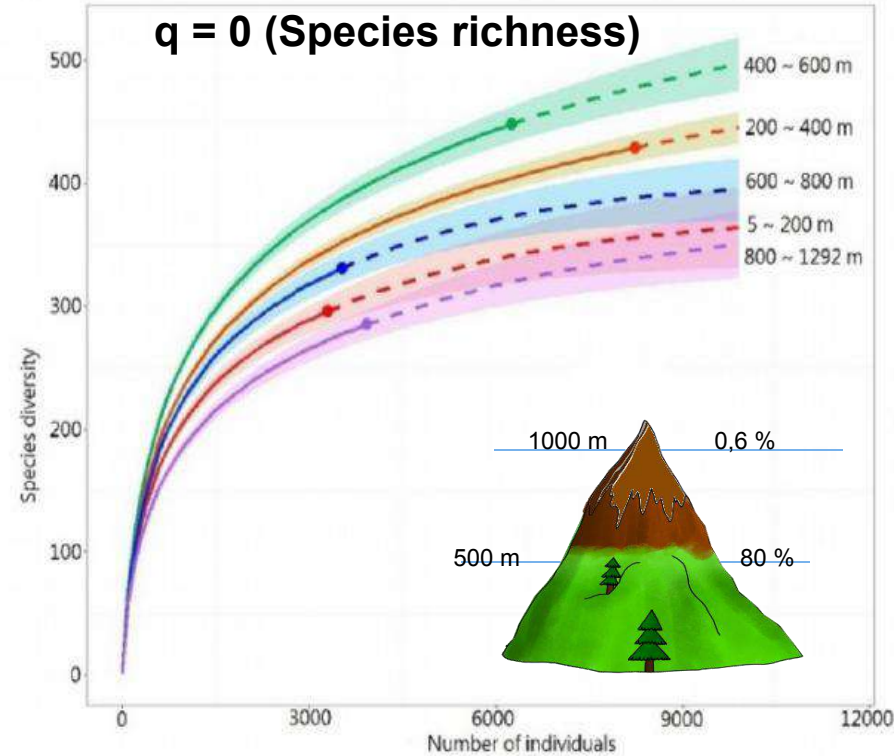 q = 0 (Species richness)
500
400
300
200
100
0
Species diversity
400 ~ 600 m
200 ~ 400 m
600 ~ 800 m
5 ~ 200 m
800 ~ 1292 m
1000 m 0,6 %
500 m 80 %
0 3000 6000 9000 12000
Number of individuals